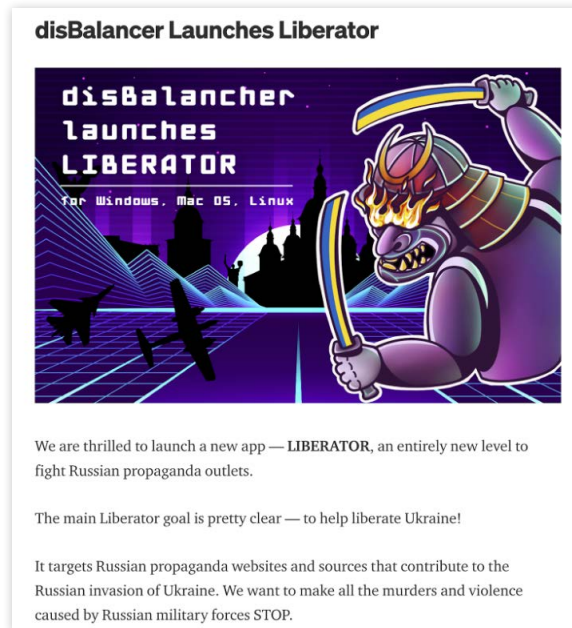 disBalancer Launches Liberator
disBalancher
launches
LIBERATOR
for Windows, Mac OS, Linux
We are thrilled to launch a new app — LIBERATOR, an entirely new level to
fight Russian propaganda outlets.
The main Liberator goal is pretty clear — to help liberate Ukraine!
It targets Russian propaganda websites and sources that contribute to the
Russian invasion of Ukraine. We want to make all the murders and violence
caused by Russian military forces STOP.